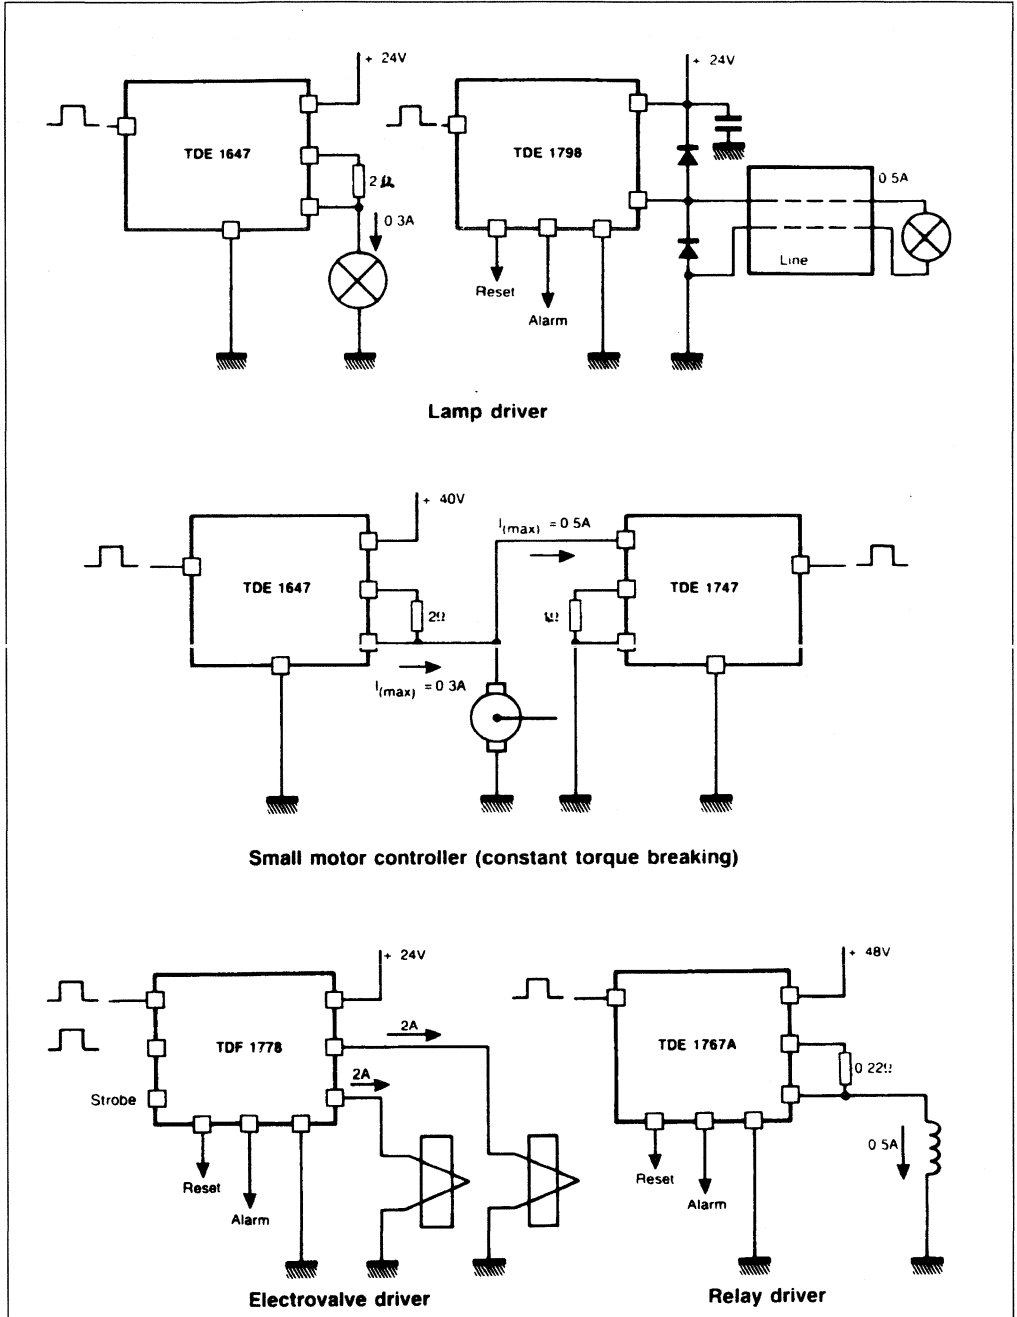 + 24V
+ 24V
TDE 1647
TDE 1798
2 Ω
0 5A
0 3A
Line
Reset
Alarm
Lamp driver
+ 40V
I(max) = 0 5A
TDE 1647
TDE 1747
2Ω
1Ω
I(max) = 0 3A
Small motor controller (constant torque breaking)
+ 24V
+ 48V
2A
TDF 1778
TDE 1767A
2A
0 22Ω
Strobe
0 5A
Reset
Reset
Alarm
Alarm
Electrovalve driver
Relay driver